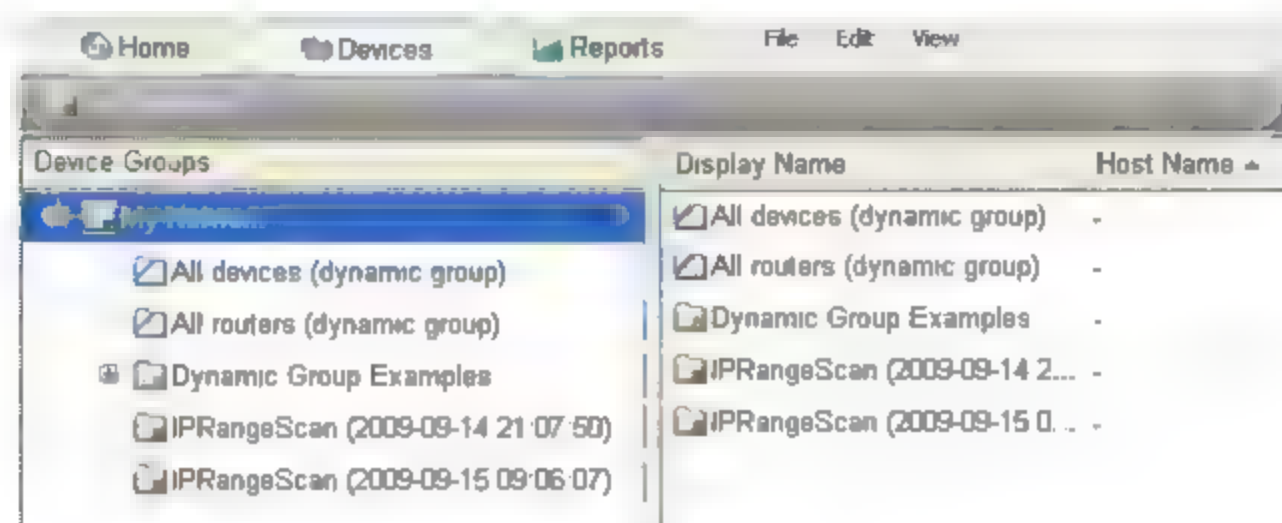 Home Devices Reports File Edit View
Device Groups
Display Name Host Name
All devices (dynamic group)
All routers (dynamic group)
Dynamic Group Examples
IPRangeScan (2009-09-14 21:07:50)
IPRangeScan (2009-09-15 09:06:07)
All devices (dynamic group) -
All routers (dynamic group) -
Dynamic Group Examples -
IPRangeScan (2009-09-14 2... -
IPRangeScan (2009-09-15 0... -